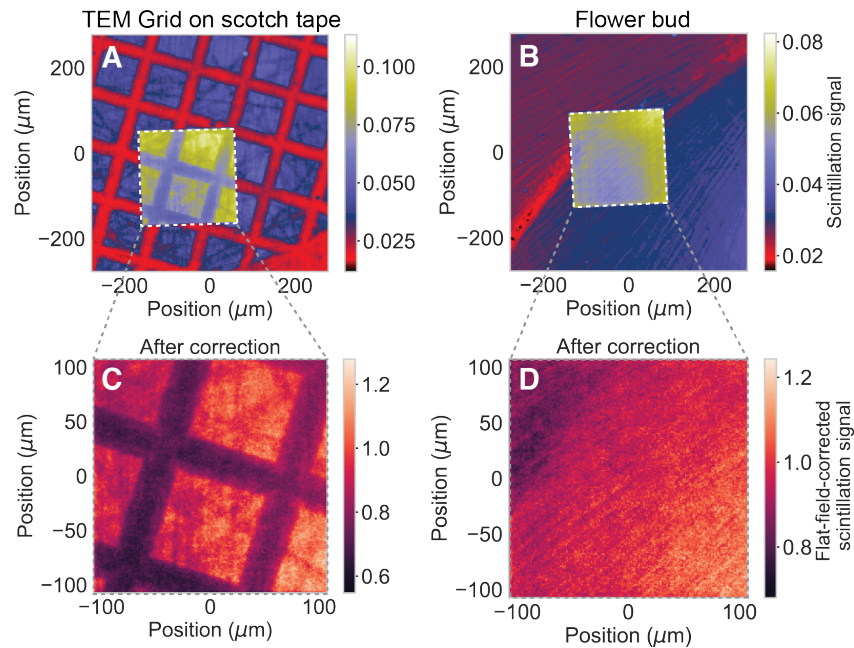 TEM Grid on scotch tape
A
Position (µm)
200
0
−200
−200
0
200
Position (µm)
0.100
0.075
0.050
0.025
Flower bud
B
Position (µm)
200
0
−200
−200
0
200
Position (µm)
0.08
0.06
0.04
0.02
Scintillation signal
After correction
C
Position (µm)
100
50
0
−50
−100
−100
0
100
Position (µm)
1.2
1.0
0.8
0.6
After correction
D
Position (µm)
100
50
0
−50
−100
−100
0
100
Position (µm)
1.2
1.0
0.8
Flat-field-corrected
scintillation signal